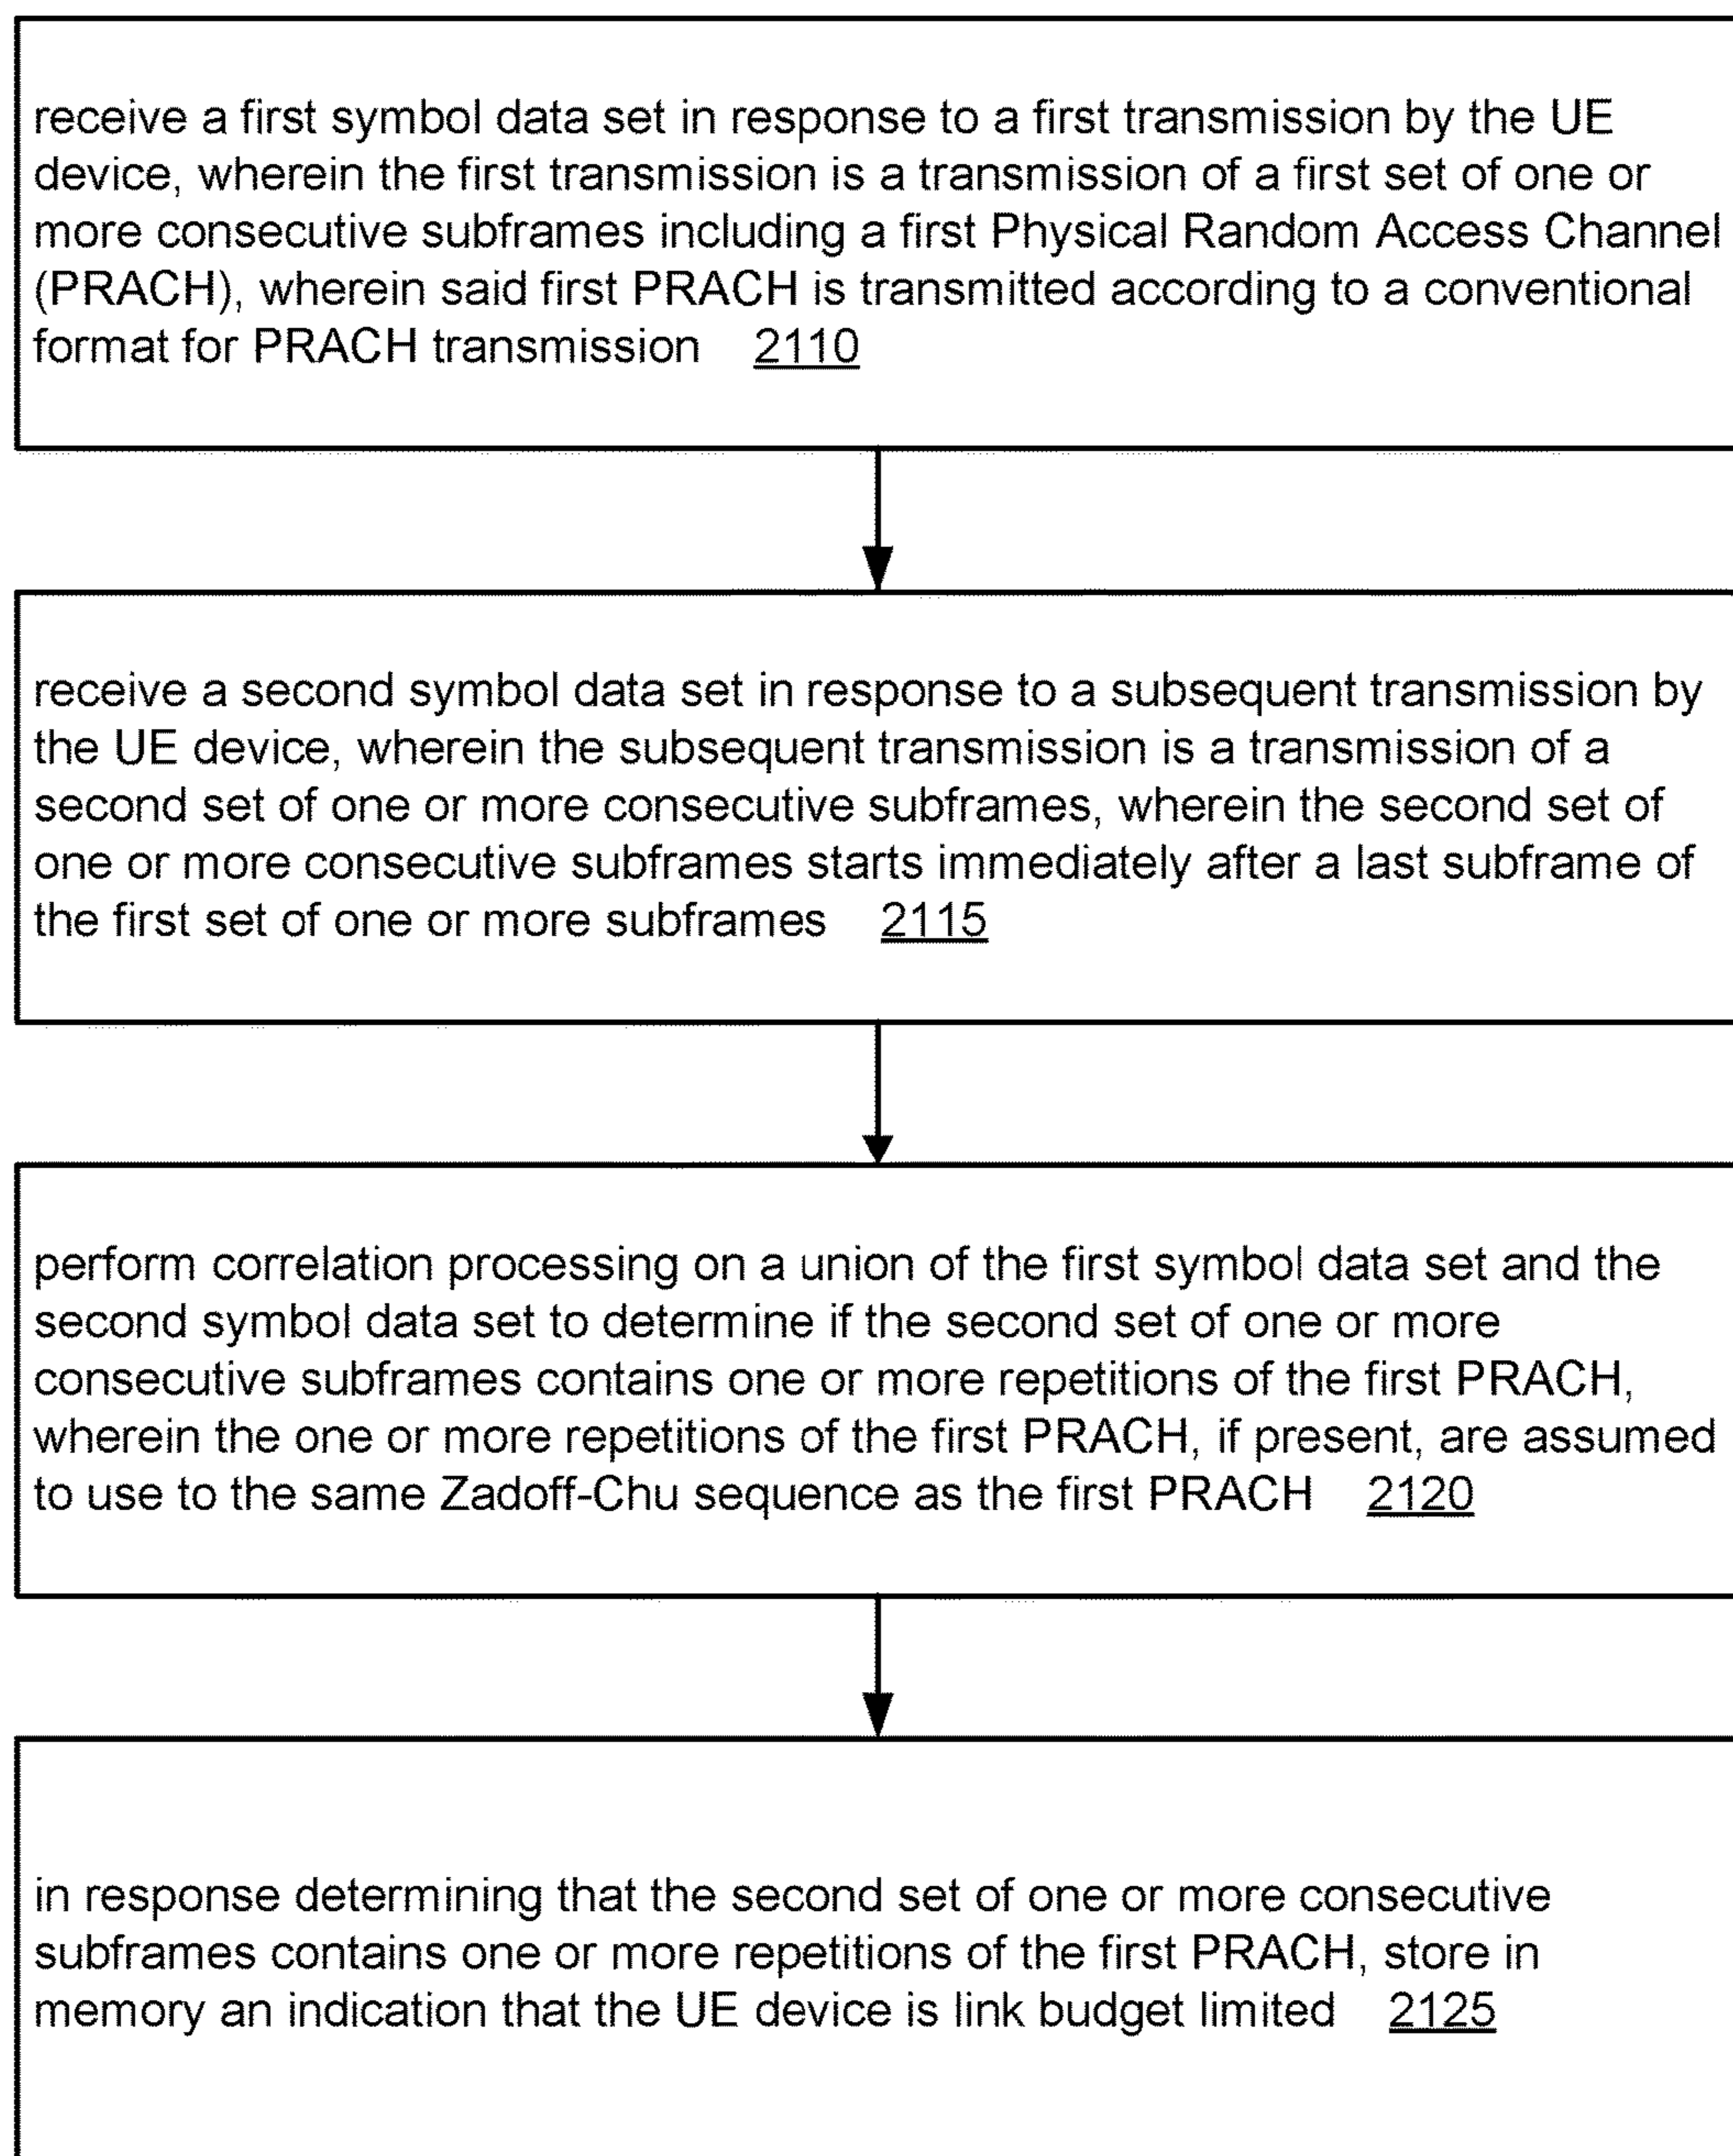 receive a first symbol data set in response to a first transmission by the UE
device, wherein the first transmission is a transmission of a first set of one or
more consecutive subframes including a first Physical Random Access Channel
(PRACH), wherein said first PRACH is transmitted according to a conventional
format for PRACH transmission 2110
receive a second symbol data set in response to a subsequent transmission by
the UE device, wherein the subsequent transmission is a transmission of a
second set of one or more consecutive subframes, wherein the second set of
one or more consecutive subframes starts immediately after a last subframe of
the first set of one or more subframes 2115
perform correlation processing on a union of the first symbol data set and the
second symbol data set to determine if the second set of one or more
consecutive subframes contains one or more repetitions of the first PRACH,
wherein the one or more repetitions of the first PRACH, if present, are assumed
to use to the same Zadoff-Chu sequence as the first PRACH 2120
in response determining that the second set of one or more consecutive
subframes contains one or more repetitions of the first PRACH, store in
memory an indication that the UE device is link budget limited 2125